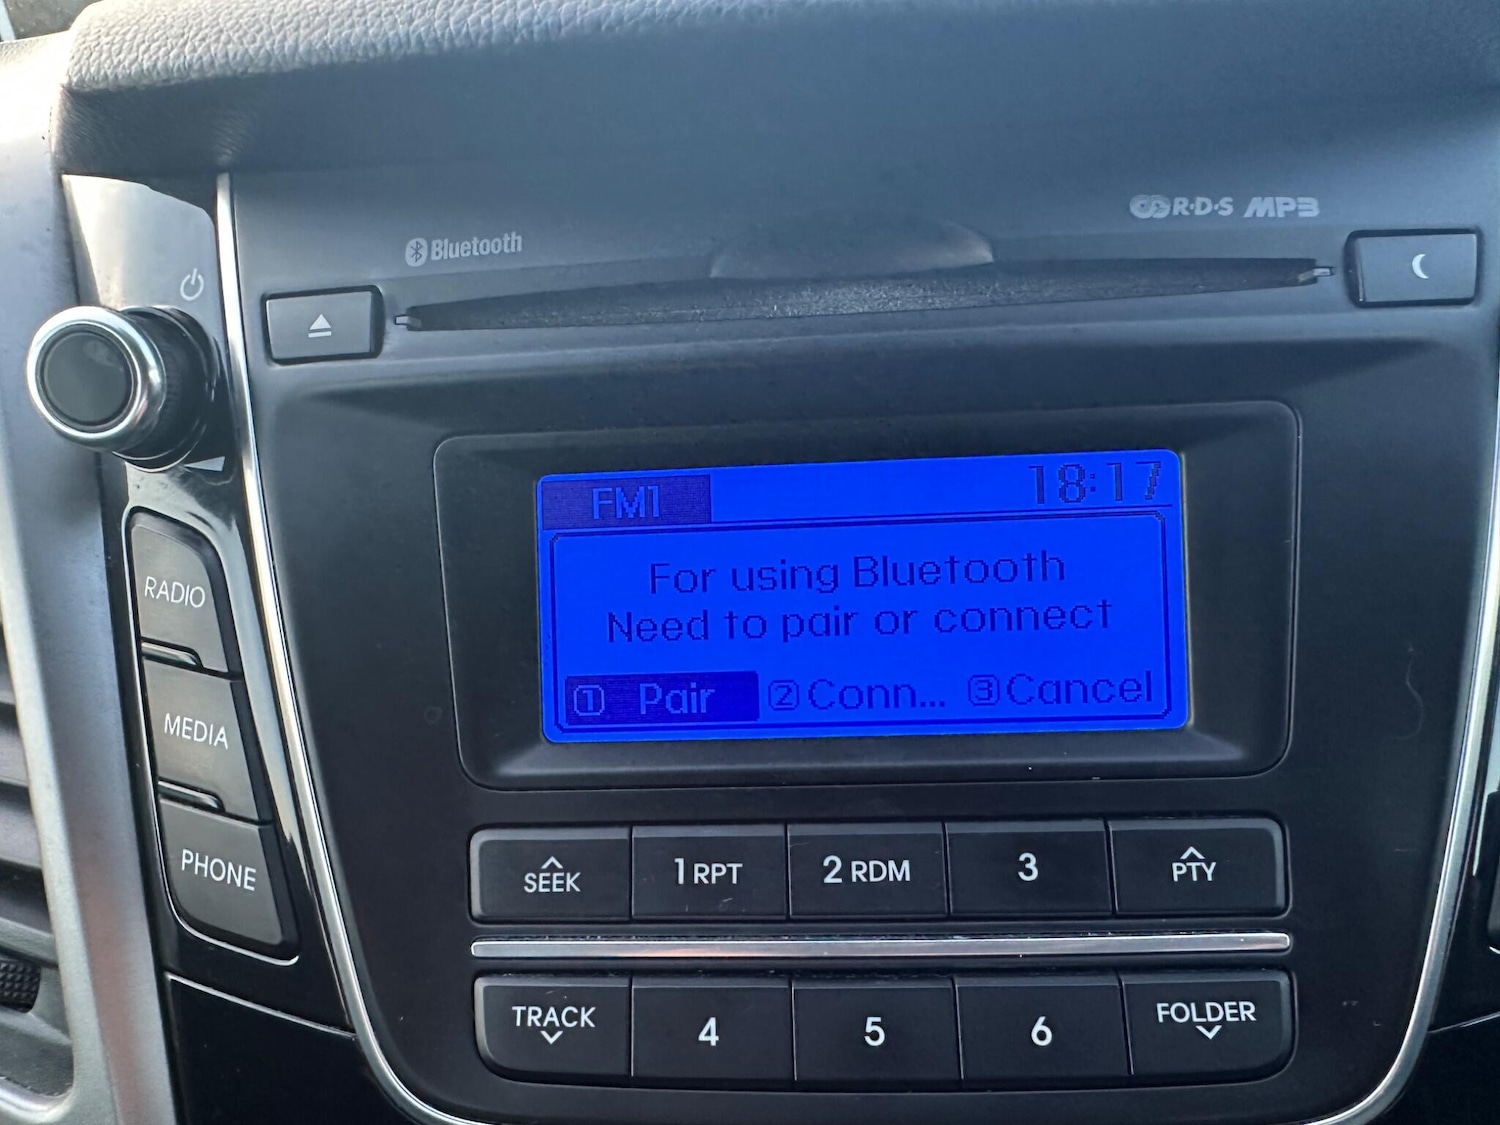 Bluetooth
R·D·S MP3
FM1 18:17
For using Bluetooth
Need to pair or connect
1 Pair 2 Conn... 3 Cancel
RADIO
MEDIA
PHONE
SEEK 1 RPT 2 RDM 3 PTY
TRACK 4 5 6 FOLDER